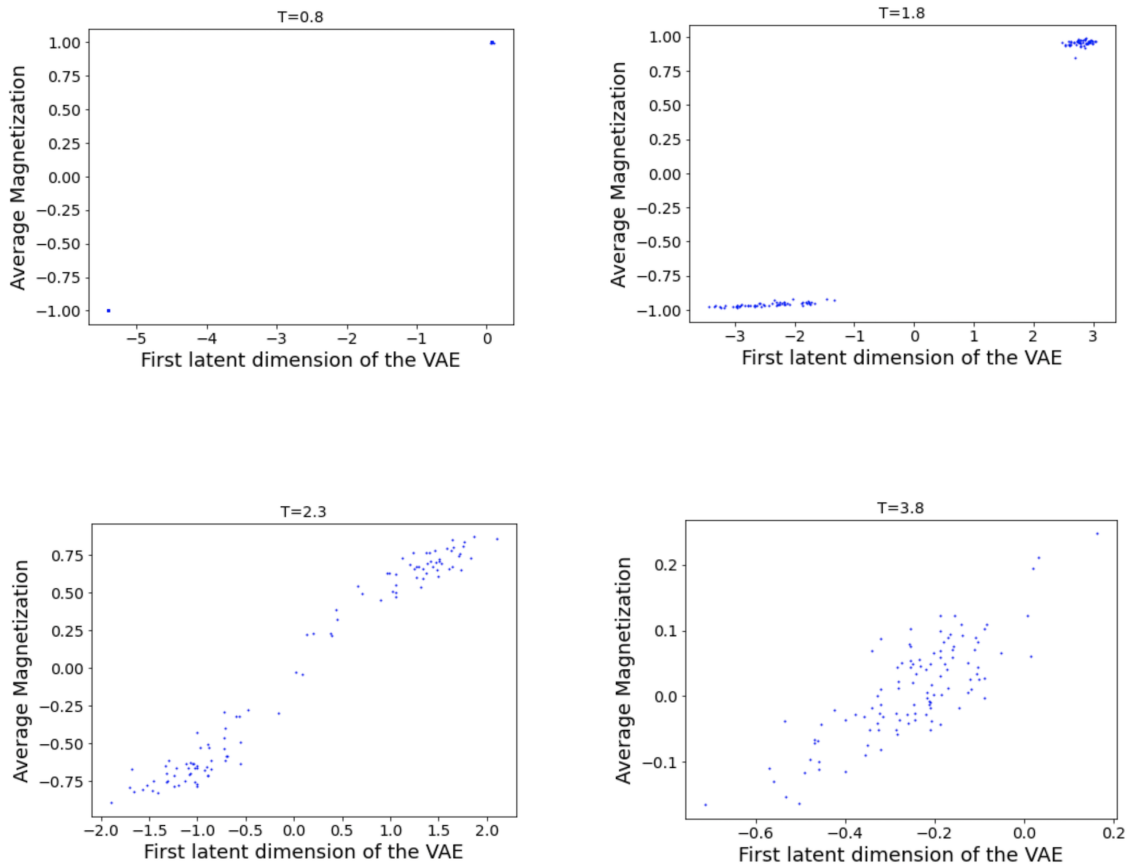 T=0.8
Average Magnetization
1.00
0.75
0.50
0.25
0.00
−0.25
−0.50
−0.75
−1.00
−5 −4 −3 −2 −1 0
First latent dimension of the VAE
T=1.8
Average Magnetization
1.00
0.75
0.50
0.25
0.00
−0.25
−0.50
−0.75
−1.00
−3 −2 −1 0 1 2 3
First latent dimension of the VAE
T=2.3
Average Magnetization
0.75
0.50
0.25
0.00
−0.25
−0.50
−0.75
−2.0 −1.5 −1.0 −0.5 0.0 0.5 1.0 1.5 2.0
First latent dimension of the VAE
T=3.8
Average Magnetization
0.2
0.1
0.0
−0.1
−0.6 −0.4 −0.2 0.0 0.2
First latent dimension of the VAE